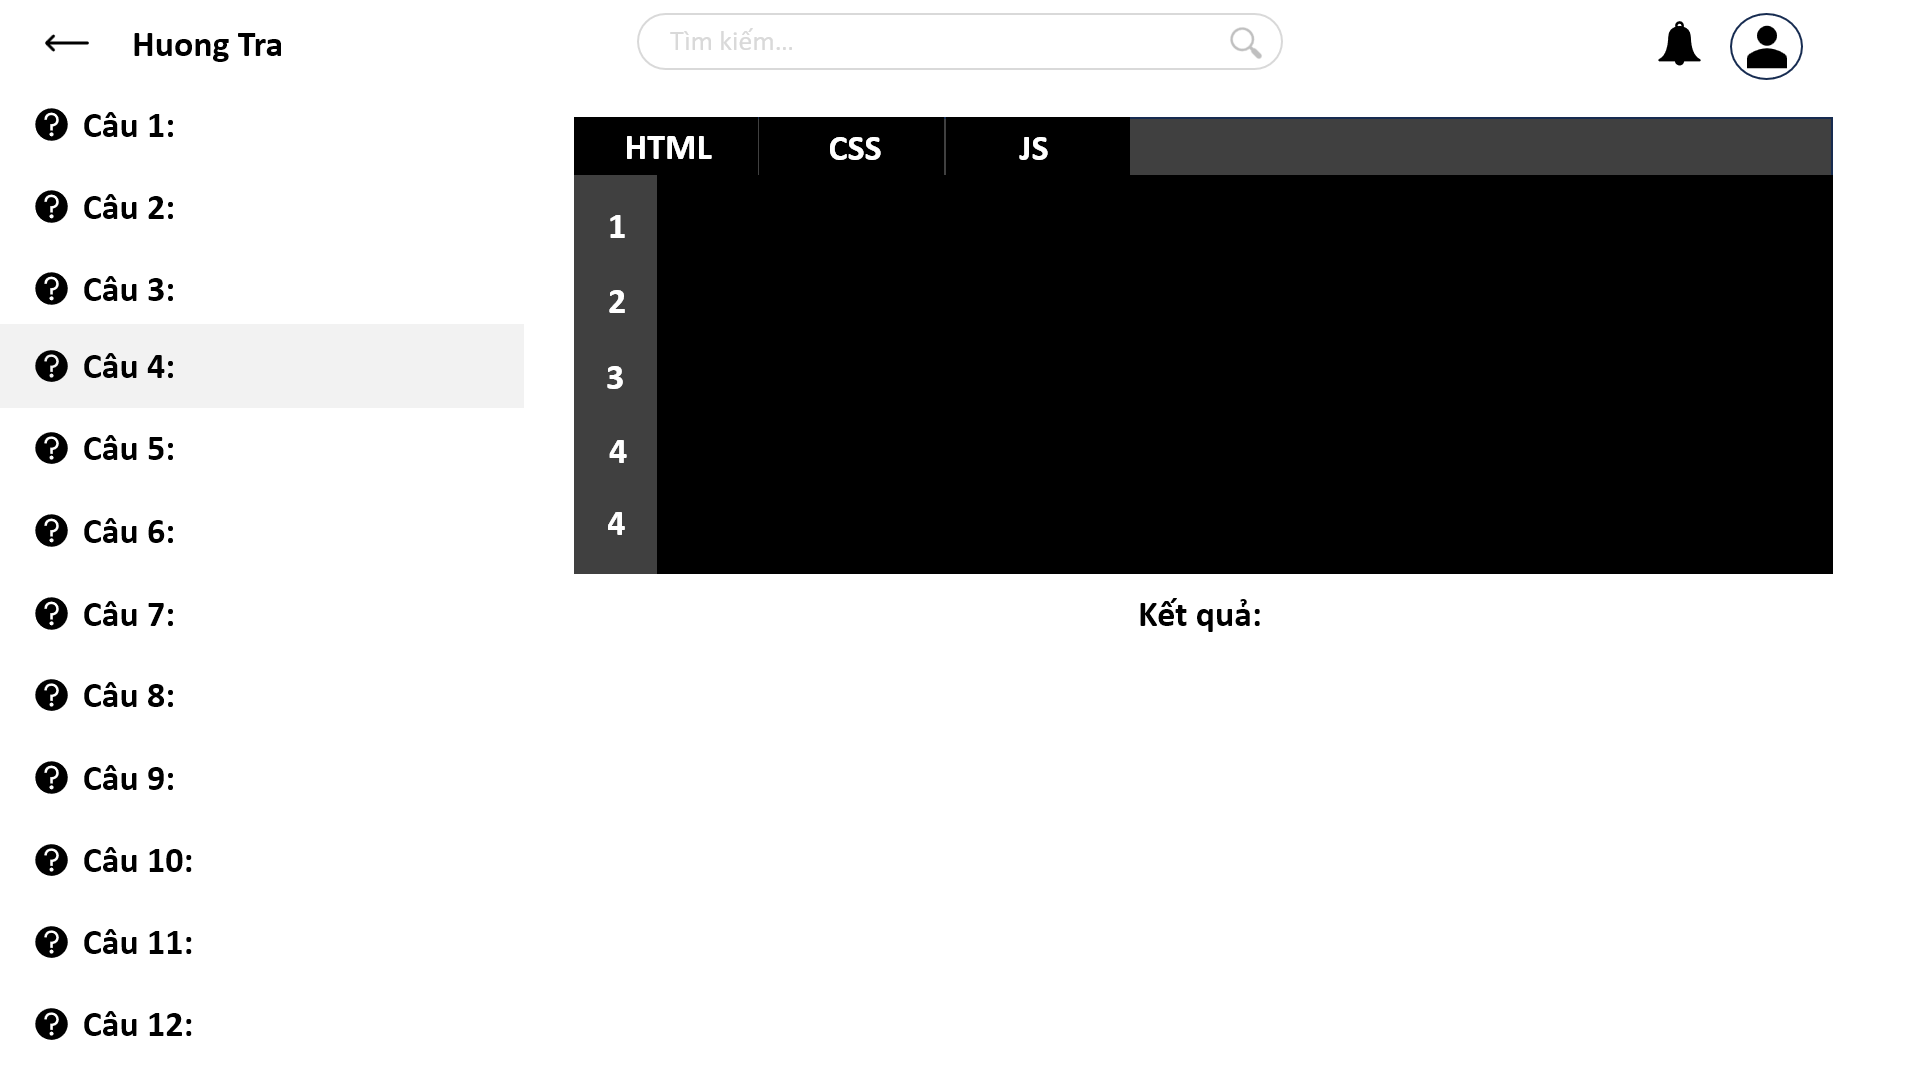 Huong Tra
Tìm kiếm...
Câu 1:
Câu 2:
Câu 3:
Câu 4:
Câu 5:
Câu 6:
Câu 7:
Câu 8:
Câu 9:
Câu 10:
Câu 11:
Câu 12:
HTML CSS JS
1
2
3
4
4
Kết quả: